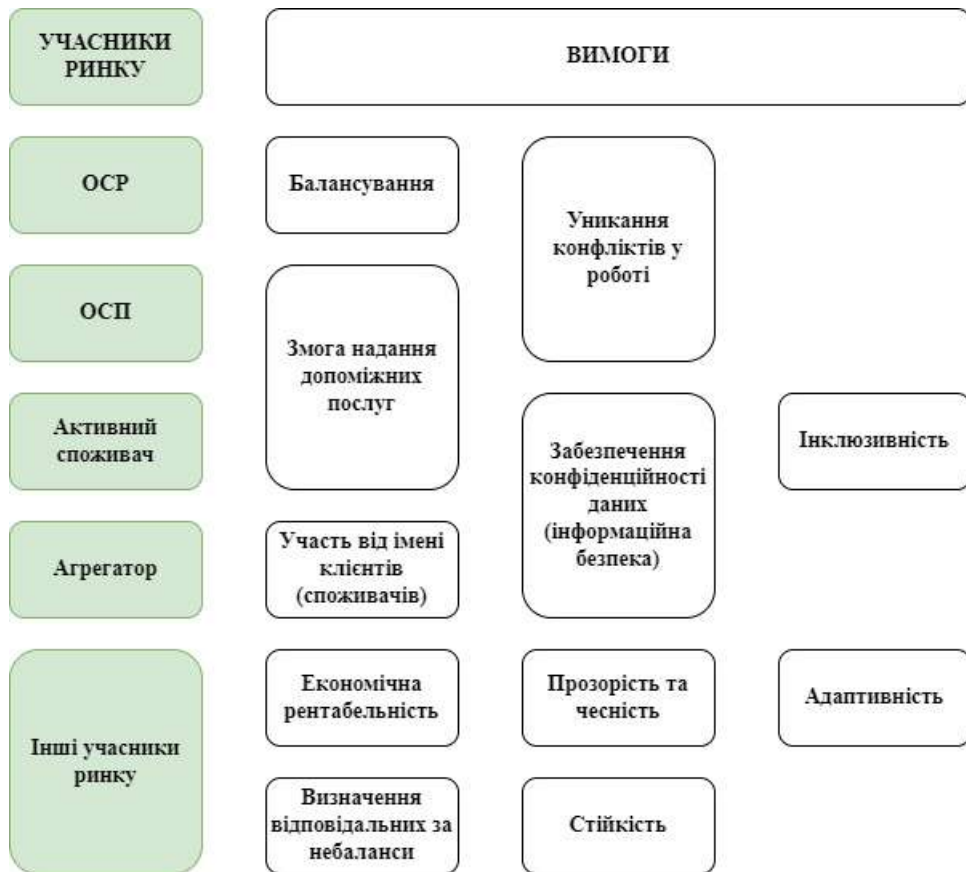 УЧАСНИКИ
РИНКУ
ВИМОГИ
ОСР
Балансування
Уникання
конфліктів у
роботі
ОСП
Змога надання
допоміжних
послуг
Активний
споживач
Забезпечення
конфіденційності
даних
(інформаційна
безпека)
Інклюзивність
Агрегатор
Участь від імені
клієнтів
(споживачів)
Інші учасники
ринку
Економічна
рентабельність
Прозорість та
чесність
Адаптивність
Визначення
відповідальних за
небаланси
Стійкість